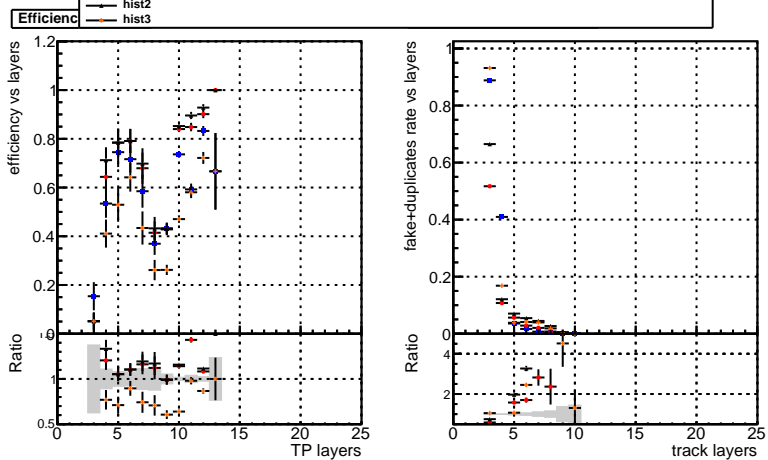 hist2
Efficienc
hist3
efficiency vs layers
1.2
1
0.8
0.6
0.4
0.2
0
Ratio
1
0.5
0 5 10 15 20 25
TP layers
fake+duplicates rate vs layers
1
0.8
0.6
0.4
0.2
0
Ratio
4
2
0 5 10 15 20 25
track layers